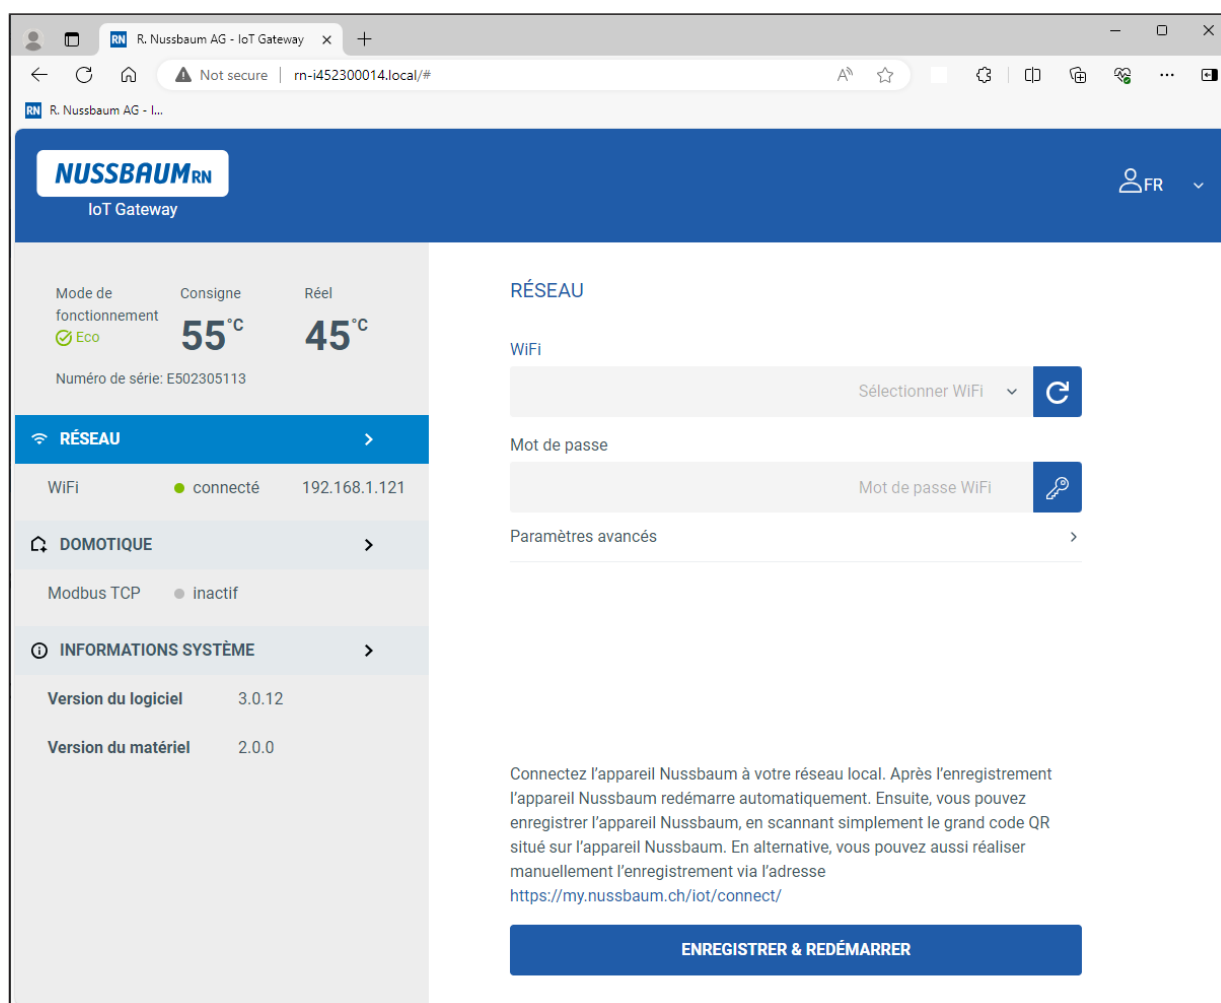 RN R. Nussbaum AG - IoT Gateway
Not secure rn-i452300014.local/#
RN R. Nussbaum AG - I...
NUSSBAUM RN
IoT Gateway
FR
Mode de
fonctionnement
Eco
Consigne
55°C
Réel
45°C
Numéro de série: E502305113
RÉSEAU
WiFi connecté 192.168.1.121
DOMOTIQUE
Modbus TCP inactif
INFORMATIONS SYSTÈME
Version du logiciel 3.0.12
Version du matériel 2.0.0
RÉSEAU
WiFi
Sélectionner WiFi
Mot de passe
Mot de passe WiFi
Paramètres avancés
Connectez l'appareil Nussbaum à votre réseau local. Après l'enregistrement
l'appareil Nussbaum redémarre automatiquement. Ensuite, vous pouvez
enregistrer l'appareil Nussbaum, en scannant simplement le grand code QR
situé sur l'appareil Nussbaum. En alternative, vous pouvez aussi réaliser
manuellement l'enregistrement via l'adresse
https://my.nussbaum.ch/iot/connect/
ENREGISTRER & REDÉMARRER